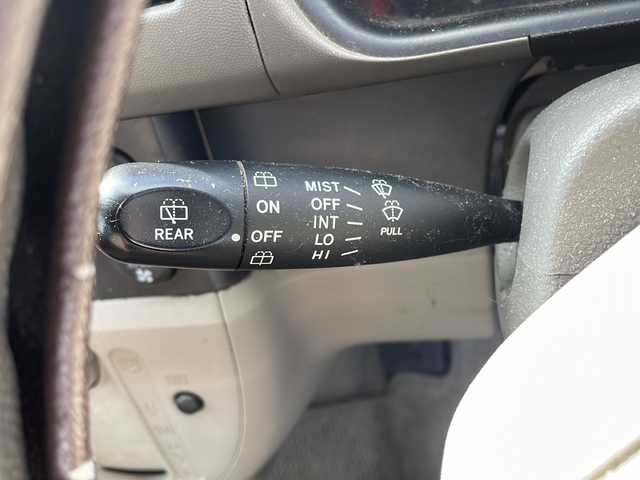 REAR
ON
OFF
MIST
OFF
INT
LO
HI
PULL